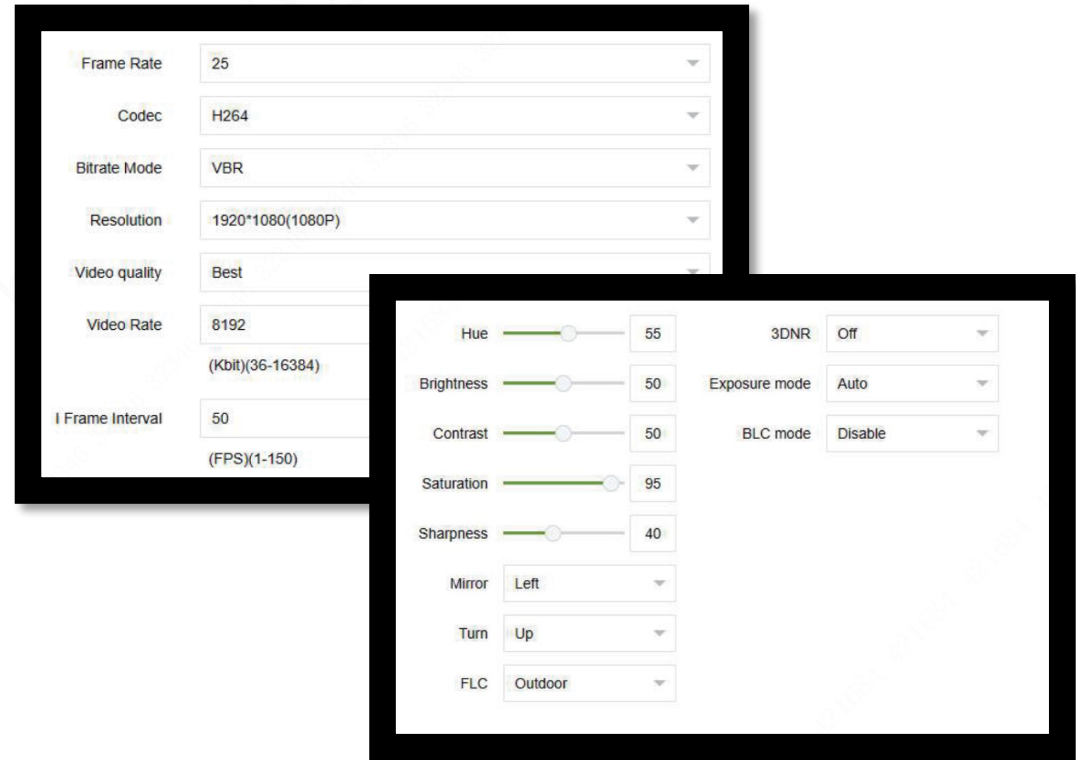 Frame Rate 25
Codec H264
Bitrate Mode VBR
Resolution 1920*1080(1080P)
Video quality Best
Video Rate 8192
(Kbit)(36-16384)
I Frame Interval 50
(FPS)(1-150)
Hue 55 3DNR Off
Brightness 50 Exposure mode Auto
Contrast 50 BLC mode Disable
Saturation 95
Sharpness 40
Mirror Left
Turn Up
FLC Outdoor